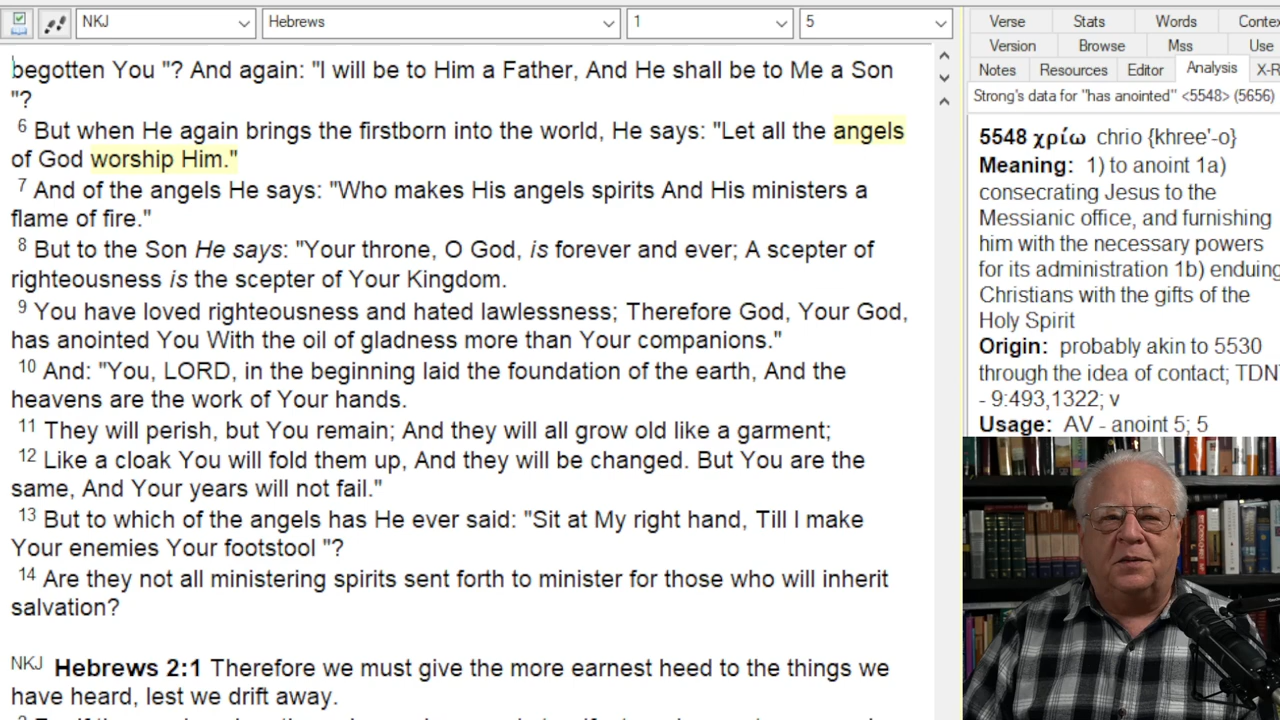 NKJ Hebrews 1 5
begotten You "? And again: "I will be to Him a Father, And He shall be to Me a Son
"?
6 But when He again brings the firstborn into the world, He says: "Let all the angels
of God worship Him."
7 And of the angels He says: "Who makes His angels spirits And His ministers a
flame of fire."
8 But to the Son He says: "Your throne, O God, is forever and ever; A scepter of
righteousness is the scepter of Your Kingdom.
9 You have loved righteousness and hated lawlessness; Therefore God, Your God,
has anointed You With the oil of gladness more than Your companions."
10 And: "You, LORD, in the beginning laid the foundation of the earth, And the
heavens are the work of Your hands.
11 They will perish, but You remain; And they will all grow old like a garment;
12 Like a cloak You will fold them up, And they will be changed. But You are the
same, And Your years will not fail."
13 But to which of the angels has He ever said: "Sit at My right hand, Till I make
Your enemies Your footstool "?
14 Are they not all ministering spirits sent forth to minister for those who will inherit
salvation?
NKJ Hebrews 2:1 Therefore we must give the more earnest heed to the things we
have heard, lest we drift away.
Verse Stats Words Contex
Version Browse Mss Use
Notes Resources Editor Analysis X-R
Strong's data for "has anointed" <5548> (5656)
5548 χρίω chrio {khree'-o}
Meaning: 1) to anoint 1a)
consecrating Jesus to the
Messianic office, and furnishing
him with the necessary powers
for its administration 1b) enduing
Christians with the gifts of the
Holy Spirit
Origin: probably akin to 5530
through the idea of contact; TDNT
- 9:493,1322; v
Usage: AV - anoint 5; 5